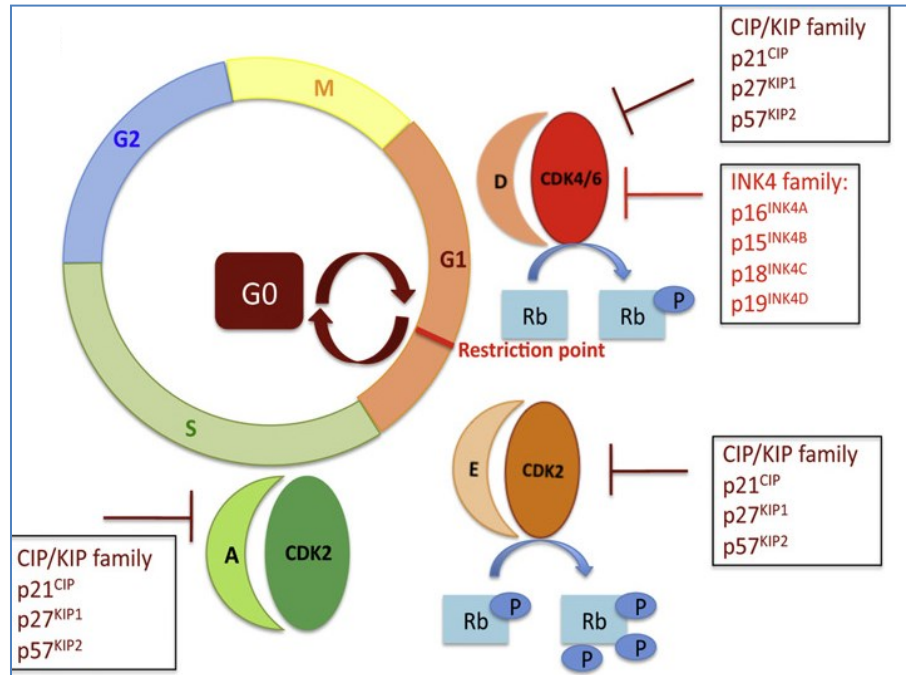 M
G2
G1
S
G0
Restriction point
D
CDK4/6
Rb
Rb
P
CIP/KIP family
p21CIP
p27KIP1
p57KIP2
INK4 family:
p16INK4A
p15INK4B
p18INK4C
p19INK4D
E
CDK2
Rb
P
Rb
P
P
P
CIP/KIP family
p21CIP
p27KIP1
p57KIP2
A
CDK2
CIP/KIP family
p21CIP
p27KIP1
p57KIP2